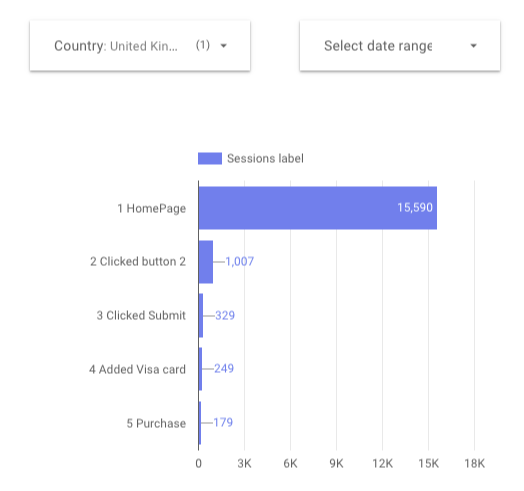 Country: United Kin... (1)
Select date range
Sessions label
1 HomePage
15,590
2 Clicked button 2
1,007
3 Clicked Submit
329
4 Added Visa card
249
5 Purchase
179
0 3K 6K 9K 12K 15K 18K